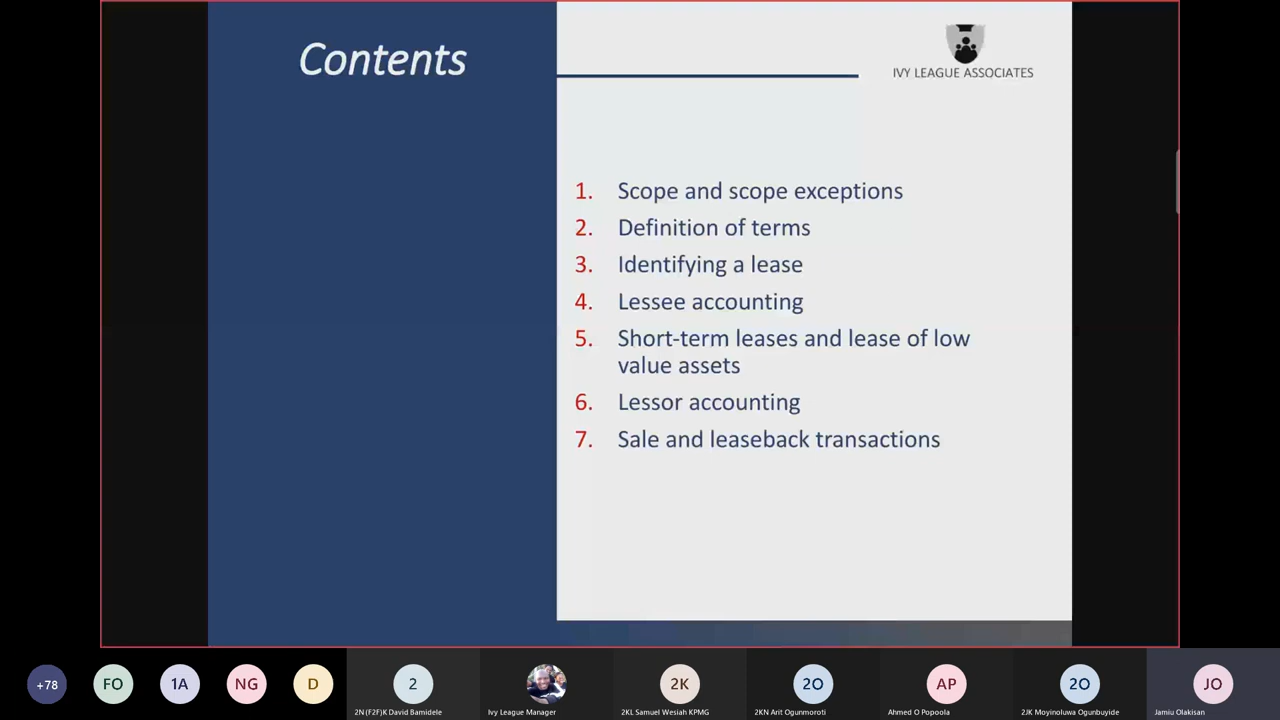 Contents
IVY LEAGUE ASSOCIATES
1. Scope and scope exceptions
2. Definition of terms
3. Identifying a lease
4. Lessee accounting
5. Short-term leases and lease of low
value assets
6. Lessor accounting
7. Sale and leaseback transactions
+78
FO
1A
NG
D
2
2K
2O
AP
2O
JO
2N (F2F)K David Bamidele
Ivy League Manager
2KL Samuel Wesiah KPMG
2KN Arit Ogunmoroti
Ahmed O Popoola
2JK Moyinoluwa Ogunbuyide
Jamiu Olakisan